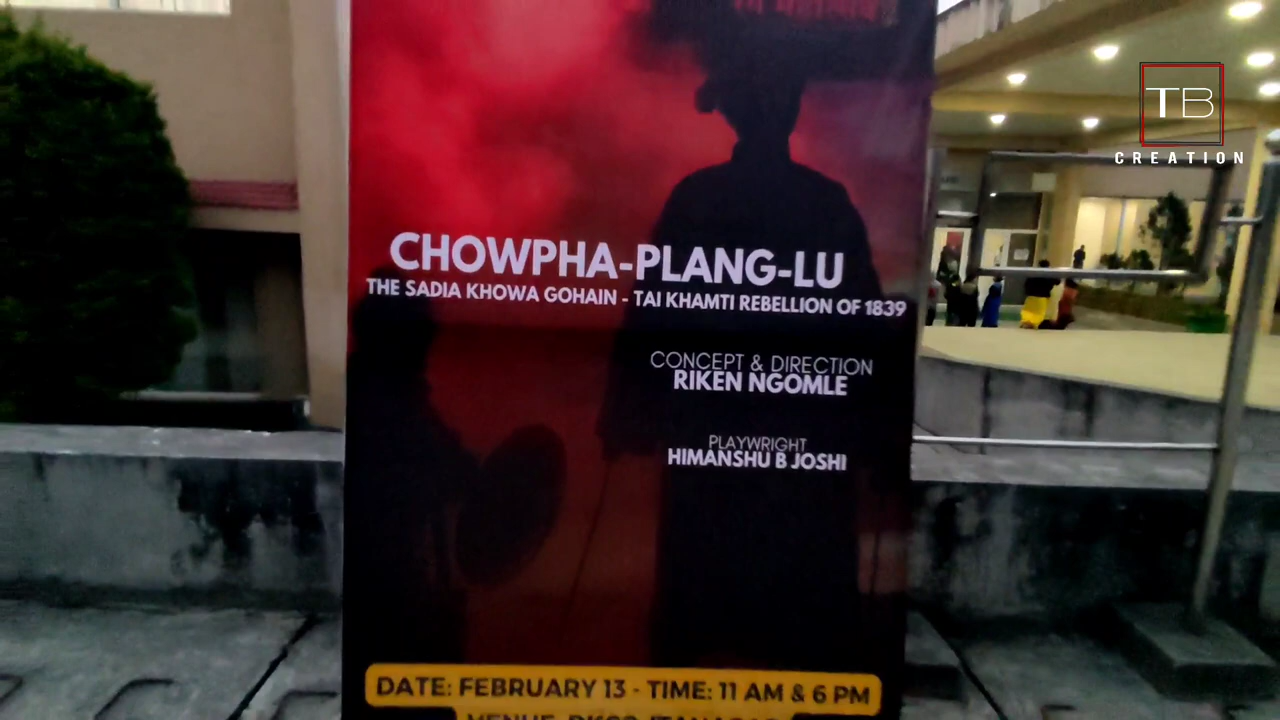 TB
CREATION
CHOWPHA-PLANG-LU
THE SADIA KHOWA GOHAIN - TAI KHAMTI REBELLION OF 1839
CONCEPT & DIRECTION
RIKEN NGOMLE
PLAYWRIGHT
HIMANSHU B JOSHI
DATE: FEBRUARY 13 - TIME: 11 AM & 6 PM